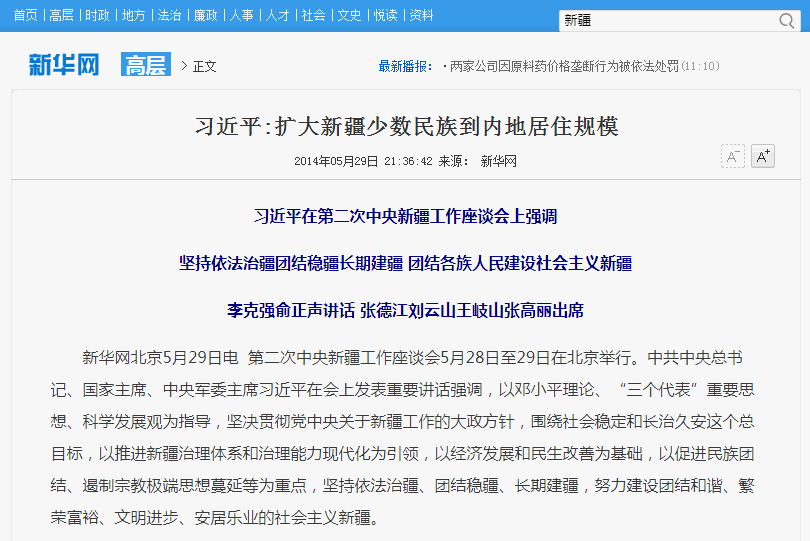 首页 | 高层 | 时政 | 地方 | 法治 | 廉政 | 人事 | 人才 | 社会 | 文史 | 悦读 | 资料
新疆
新华网 高层 > 正文
最新播报： ·两家公司因原料药价格垄断行为被依法处罚(11:10)
习近平:扩大新疆少数民族到内地居住规模
2014年05月29日 21:36:42 来源： 新华网
A- A+
习近平在第二次中央新疆工作座谈会上强调
坚持依法治疆团结稳疆长期建疆 团结各族人民建设社会主义新疆
李克强俞正声讲话 张德江刘云山王岐山张高丽出席
新华网北京5月29日电 第二次中央新疆工作座谈会5月28日至29日在北京举行。中共中央总书
记、国家主席、中央军委主席习近平在会上发表重要讲话强调，以邓小平理论、“三个代表”重要思
想、科学发展观为指导，坚决贯彻党中央关于新疆工作的大政方针，围绕社会稳定和长治久安这个总
目标，以推进新疆治理体系和治理能力现代化为引领，以经济发展和民生改善为基础，以促进民族团
结、遏制宗教极端思想蔓延等为重点，坚持依法治疆、团结稳疆、长期建疆，努力建设团结和谐、繁
荣富裕、文明进步、安居乐业的社会主义新疆。